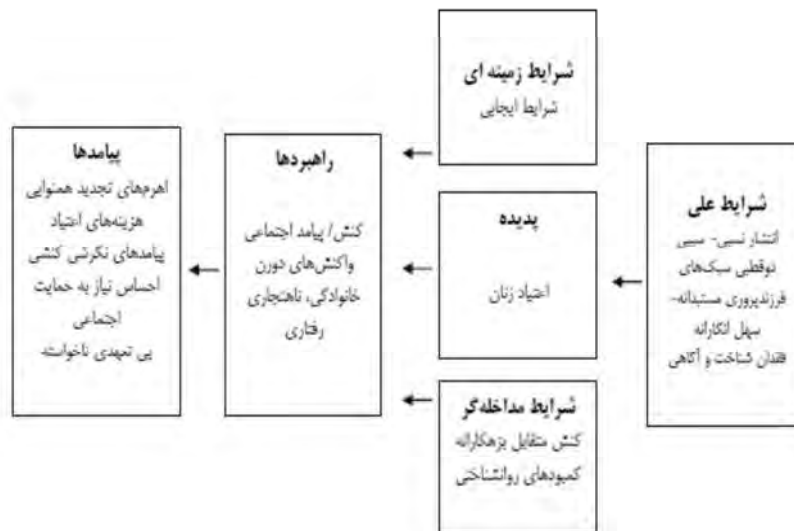 شرایط علی
انتشار نسبی- سببی
دوقطبی سبک‌های
فرزندپروری مستبدانه-
سهل انگارانه
فقدان شناخت و آگاهی
شرایط زمینه ای
شرایط ایجابی
پدیده
اعتیاد زنان
شرایط مداخله‌گر
کنش متقابل بزهکارانه
کمبودهای روانشناختی
راهبردها
کنش/ پیامد اجتماعی
واکنش‌های دورن
خانوادگی، ناهنجاری
رفتاری
پیامدها
اهرم‌های تجدید همنوایی
هزینه‌های اعتیاد
پیامدهای نگرشی کنشی
احساس نیاز به حمایت
اجتماعی
بی تعهدی ناخواسته